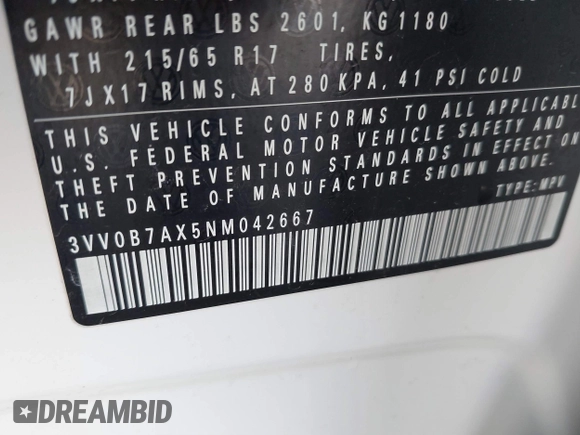 GAWR REAR LBS 2601, KG 1180
WITH 215/65 R17 TIRES,
7JX17 RIMS, AT 280 KPA, 41 PSI COLD
THIS VEHICLE CONFORMS TO ALL APPLICABL
U.S. FEDERAL MOTOR VEHICLE SAFETY AND
THEFT PREVENTION STANDARDS IN EFFECT ON
THE DATE OF MANUFACTURE SHOWN ABOVE.
3VV0B7AX5NM042667 TYPE:MPV
DREAMBID